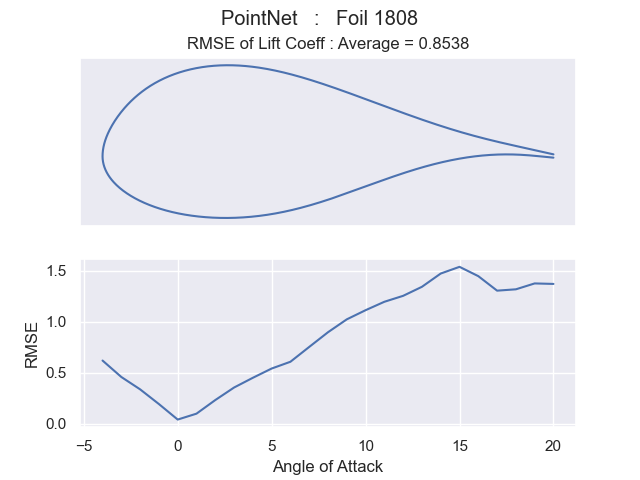 PointNet   :   Foil 1808
RMSE of Lift Coeff : Average = 0.8538
1.5
1.0
0.5
0.0
RMSE
−5 0 5 10 15 20
Angle of Attack